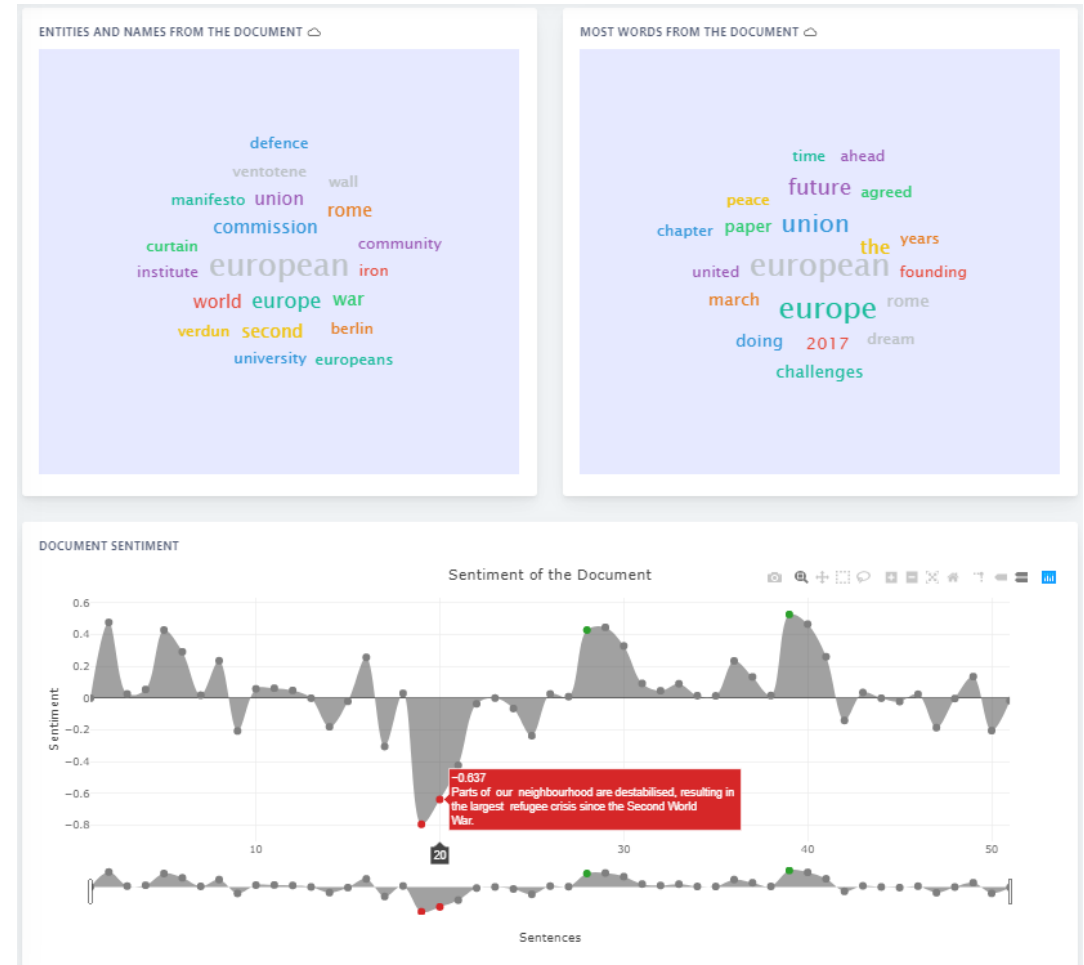 ENTITIES AND NAMES FROM THE DOCUMENT
defence
ventotene
wall
manifesto union
rome
commission
curtain
community
institute european iron
world europe war
verdun second berlin
university europeans
MOST WORDS FROM THE DOCUMENT
time ahead
future agreed
peace
chapter paper union
the years
united european founding
march europe rome
doing 2017 dream
challenges
DOCUMENT SENTIMENT
Sentiment of the Document
0.6
0.4
0.2
0
−0.2
−0.4
−0.6
−0.8
Sentiment
−0.637
Parts of our neighbourhood are destabilised, resulting in
the largest refugee crisis since the Second World
War.
10
20
30
40
50
Sentences